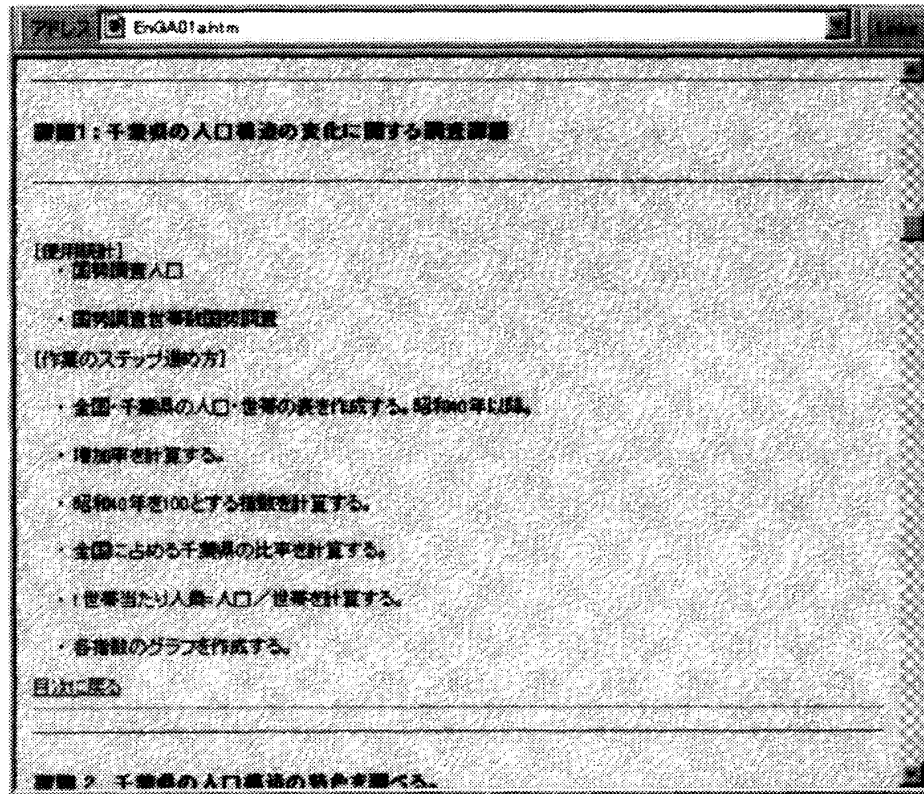 アドレス EnGA01a.htm Links
課題1：千葉県の人口構造の変化に関する調査課題
[使用統計]
・国勢調査人口
・国勢調査世帯数国勢調査
[作業のステップ進め方]
・全国・千葉県の人口・世帯の表を作成する。昭和40年以降。
・増加率を計算する。
・昭和40年を100とする指数を計算する。
・全国に占める千葉県の比率を計算する。
・1世帯当たり人員=人口／世帯を計算する。
・各指数のグラフを作成する。
目次に戻る
課題2 千葉県の人口構造の特色を調べる。